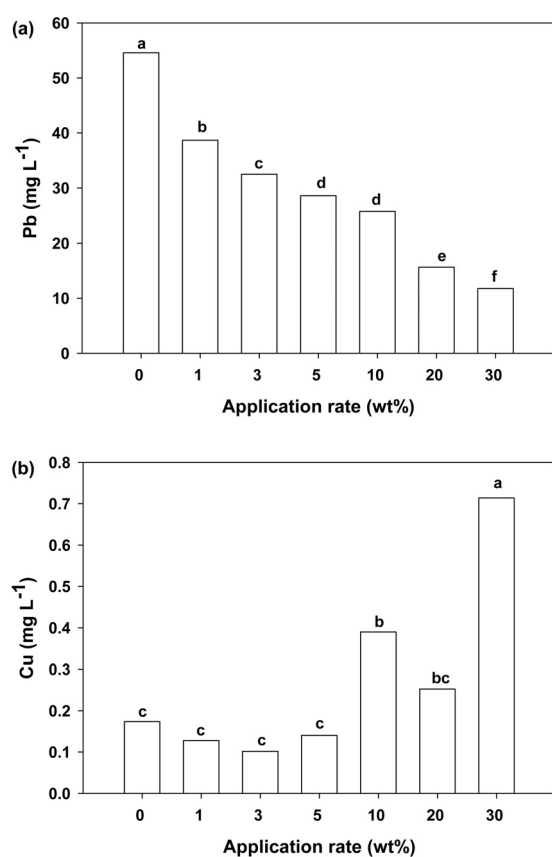 (a)
60
50
40
30
20
10
0
Pb (mg L-1)
a
b
c
d
d
e
f
0 1 3 5 10 20 30
Application rate (wt%)
(b)
0.8
0.7
0.6
0.5
0.4
0.3
0.2
0.1
0.0
Cu (mg L-1)
c
c
c
c
b
bc
a
0 1 3 5 10 20 30
Application rate (wt%)